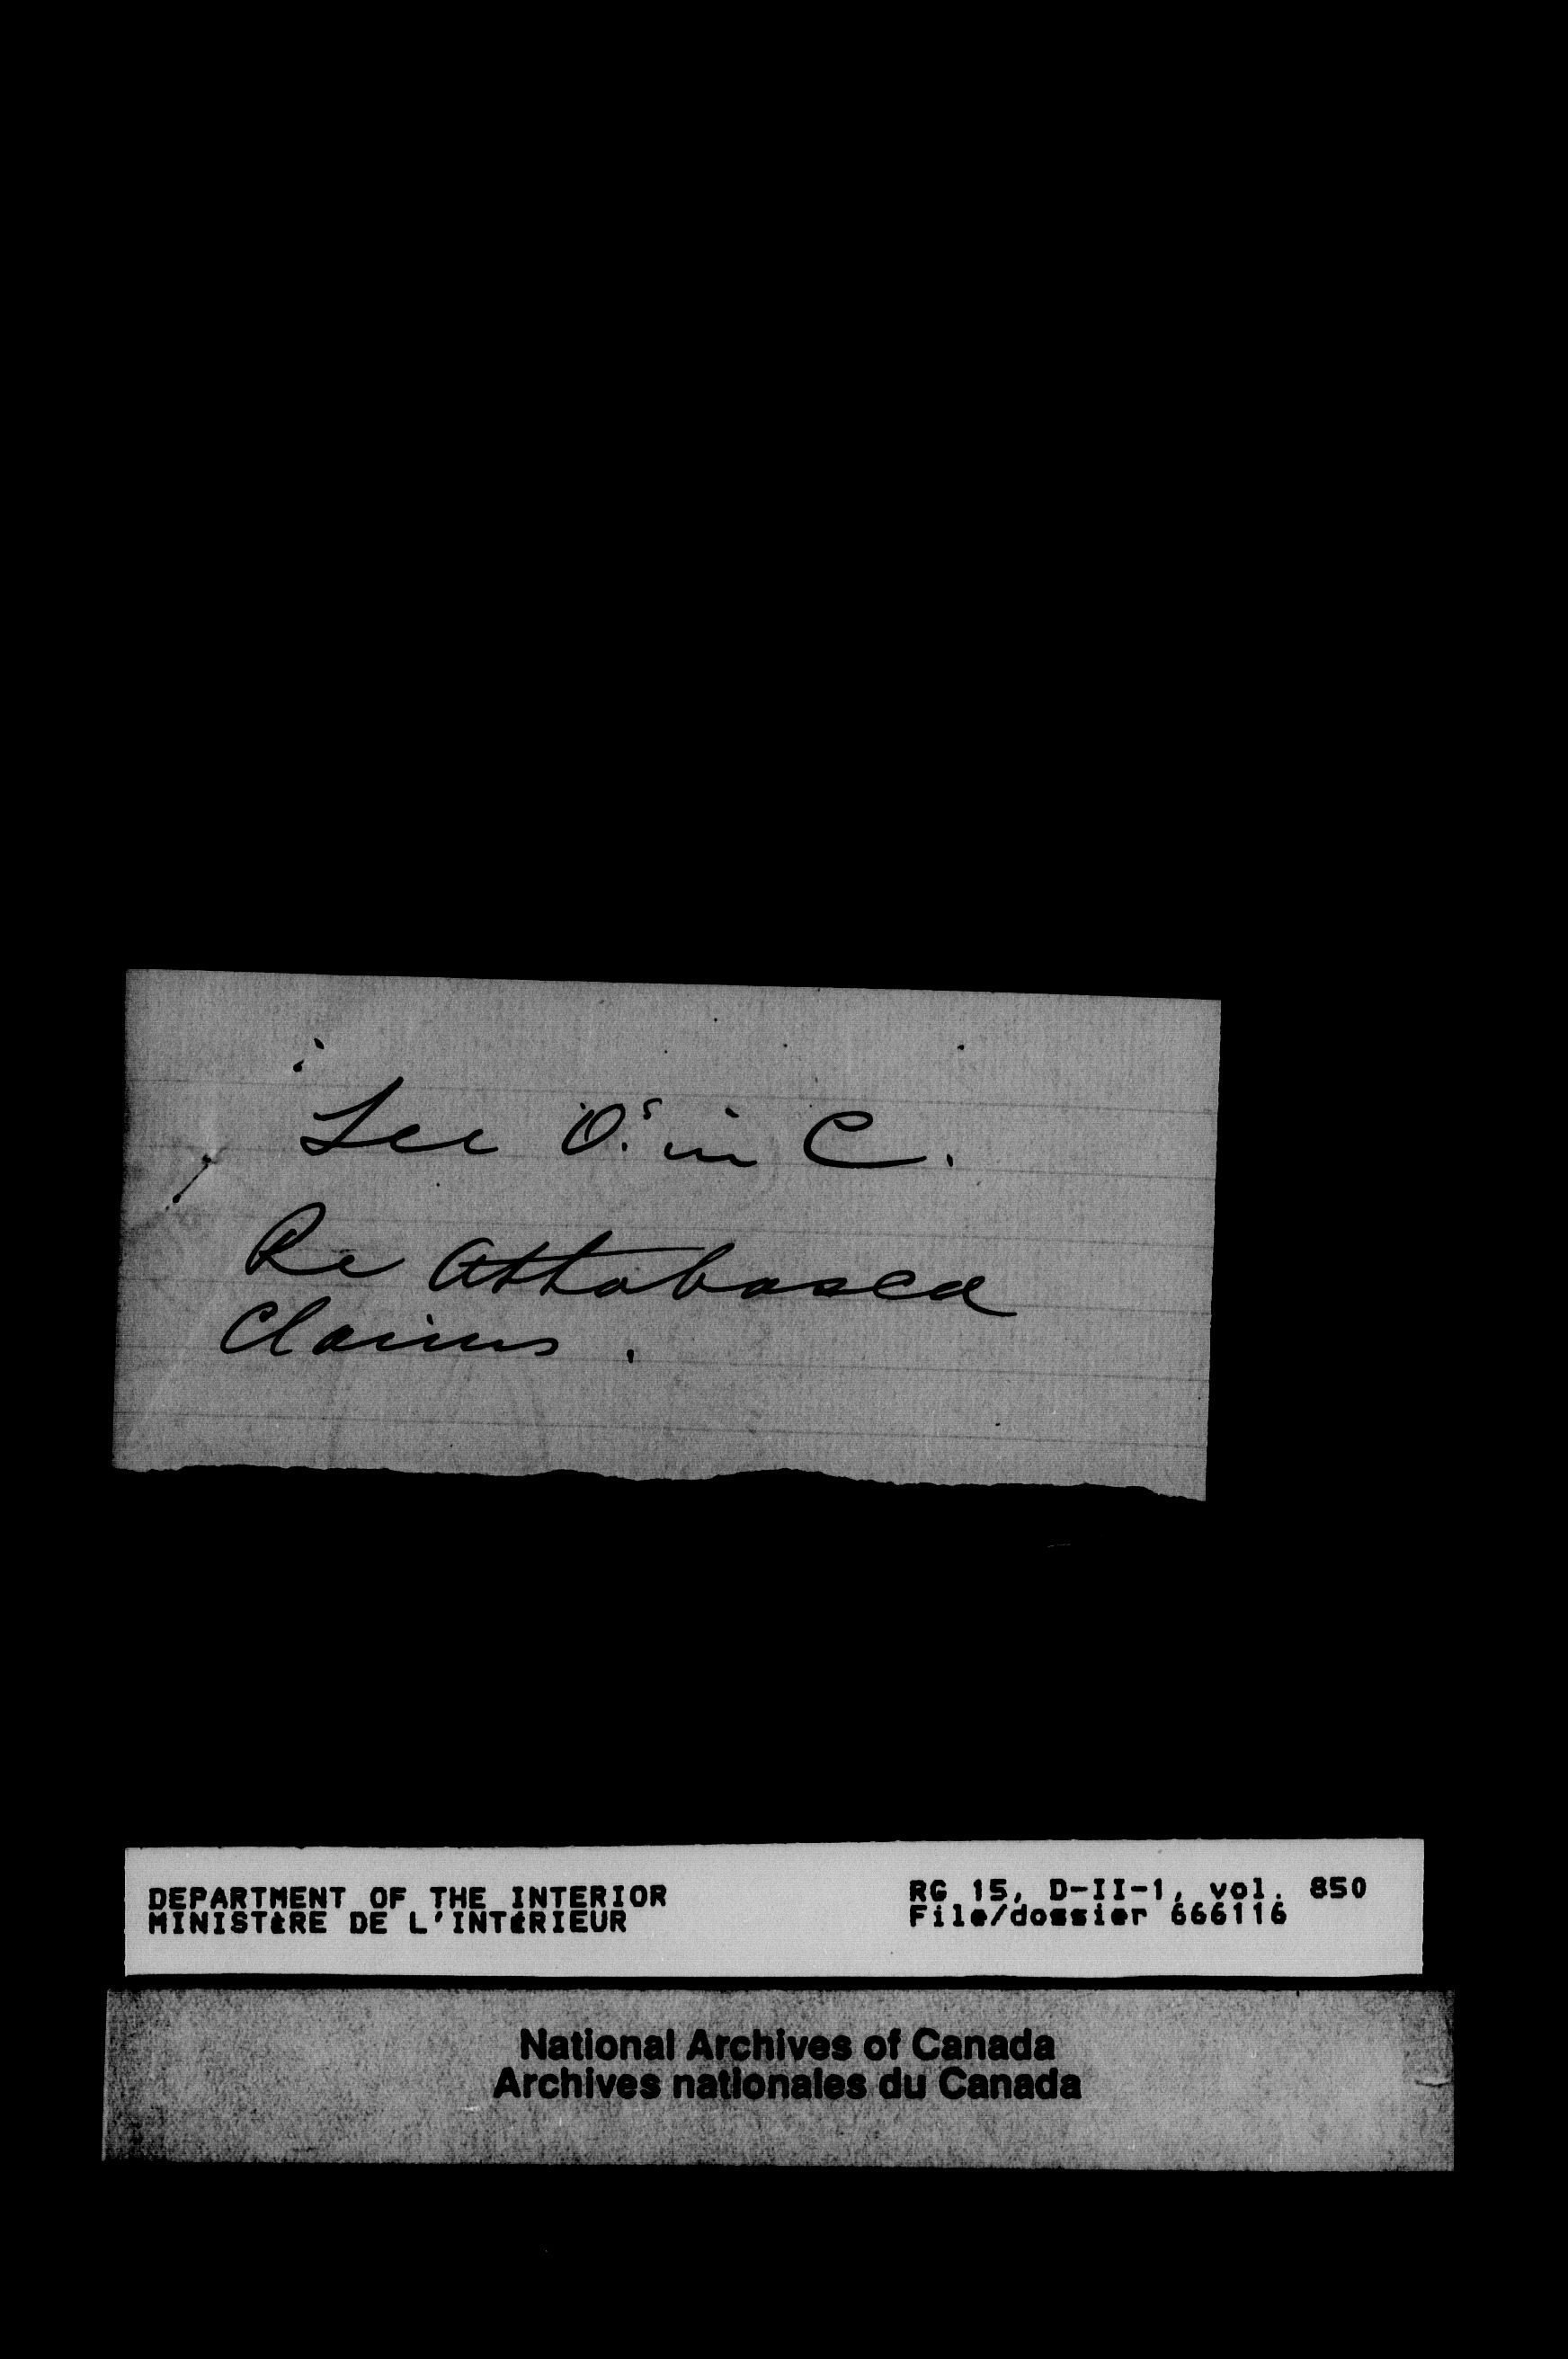 See O.s in C.
Re Athabasca
Claims.
DEPARTMENT OF THE INTERIOR
MINISTÈRE DE L'INTÉRIEUR
RG 15, D-II-1, vol. 850
File/dossier 666116
National Archives of Canada
Archives nationales du Canada